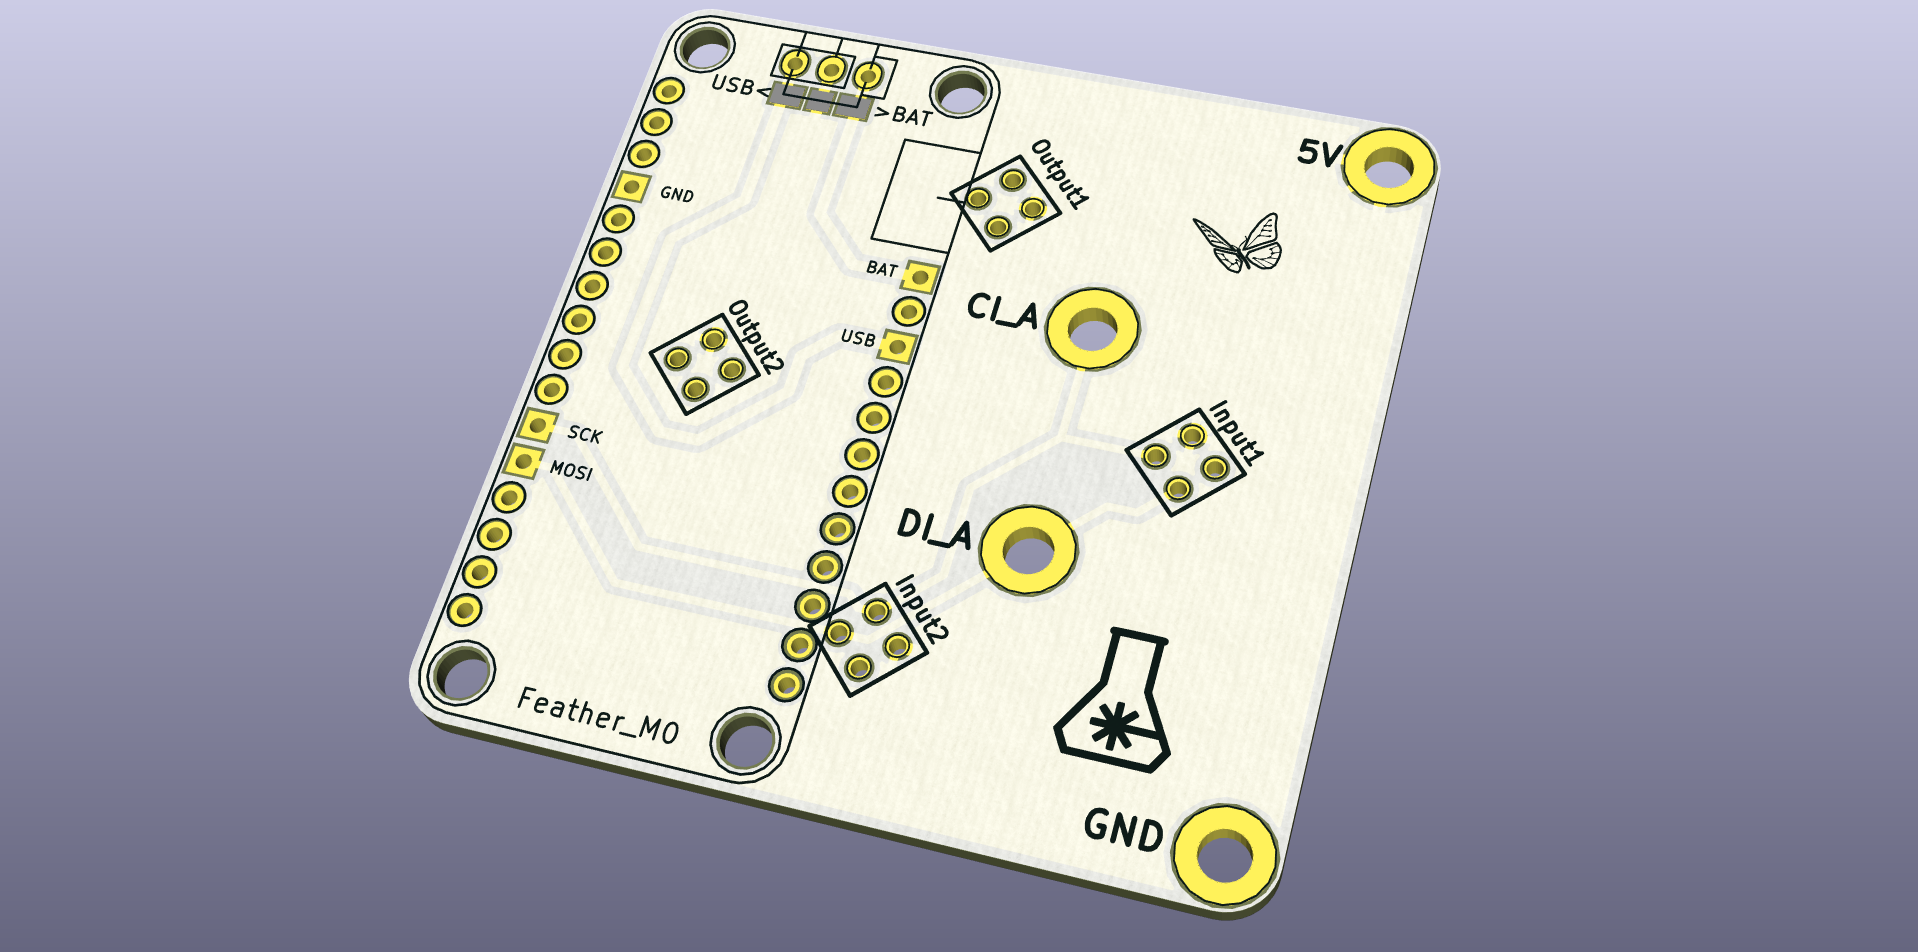 USB<
>BAT
Output1
5V
GND
BAT
CI_A
Output2
USB
Input1
SCK
MOSI
DI_A
Input2
Feather_M0
GND